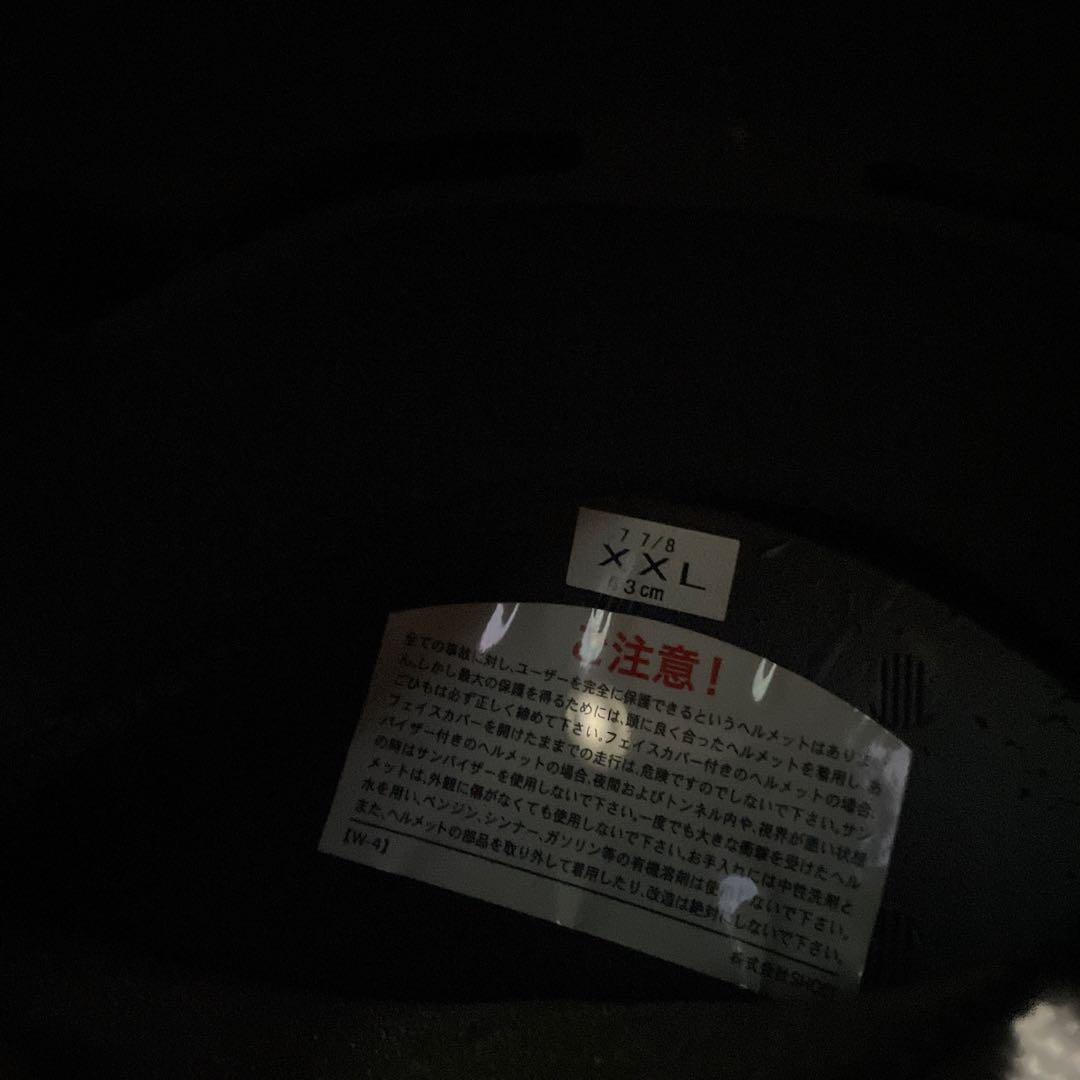 7 7/8
XXL
3cm
注意!
全ての事故に対し、ユーザーを完全に保護できるというヘルメットはありま
ん。しかし最大の保護を得るためには、頭に良く合ったヘルメットを着用し、あ
ごひもは必ず正しく締めて下さい。フェイスカバー付きのヘルメットの場合、
フェイスカバーを開けたままでの走行は、危険ですのでしないで下さい。サン
バイザー付きのヘルメットの場合、夜間およびトンネル内や、視界が悪い状態
の時はサンバイザーを使用しないで下さい。一度でも大きな衝撃を受けたヘル
メットは、外観に傷がなくても使用しないで下さい。お手入れには中性洗剤と
水を用い、ベンジン、シンナー、ガソリン等の有機溶剤は使用しないで下さい。
また、ヘルメットの部品を取り外して着用したり、改造は絶対にしないで下さい。
【W-4】
株式会社SHOEI